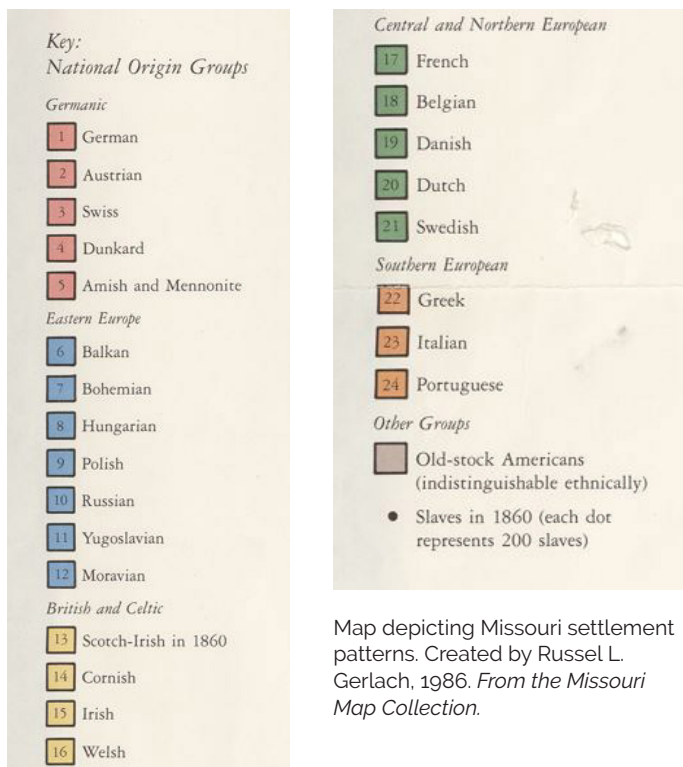 Key:
National Origin Groups
Germanic
1 German
2 Austrian
3 Swiss
4 Dunkard
5 Amish and Mennonite
Eastern Europe
6 Balkan
7 Bohemian
8 Hungarian
9 Polish
10 Russian
11 Yugoslavian
12 Moravian
British and Celtic
13 Scotch-Irish in 1860
14 Cornish
15 Irish
16 Welsh
Central and Northern European
17 French
18 Belgian
19 Danish
20 Dutch
21 Swedish
Southern European
22 Greek
23 Italian
24 Portuguese
Other Groups
Old-stock Americans
(indistinguishable ethnically)
Slaves in 1860 (each dot
represents 200 slaves)
Map depicting Missouri settlement
patterns. Created by Russel L.
Gerlach, 1986. From the Missouri
Map Collection.